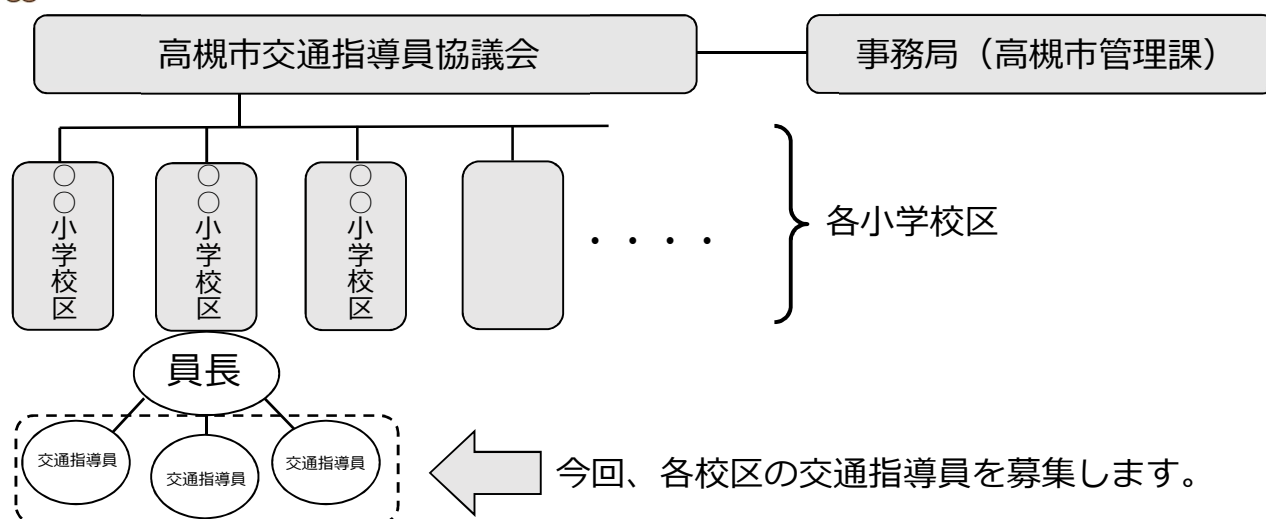 高槻市交通指導員協議会
事務局（高槻市管理課）
○○小学校区
○○小学校区
○○小学校区
・・・・
各小学校区
員長
交通指導員
交通指導員
交通指導員
今回、各校区の交通指導員を募集します。